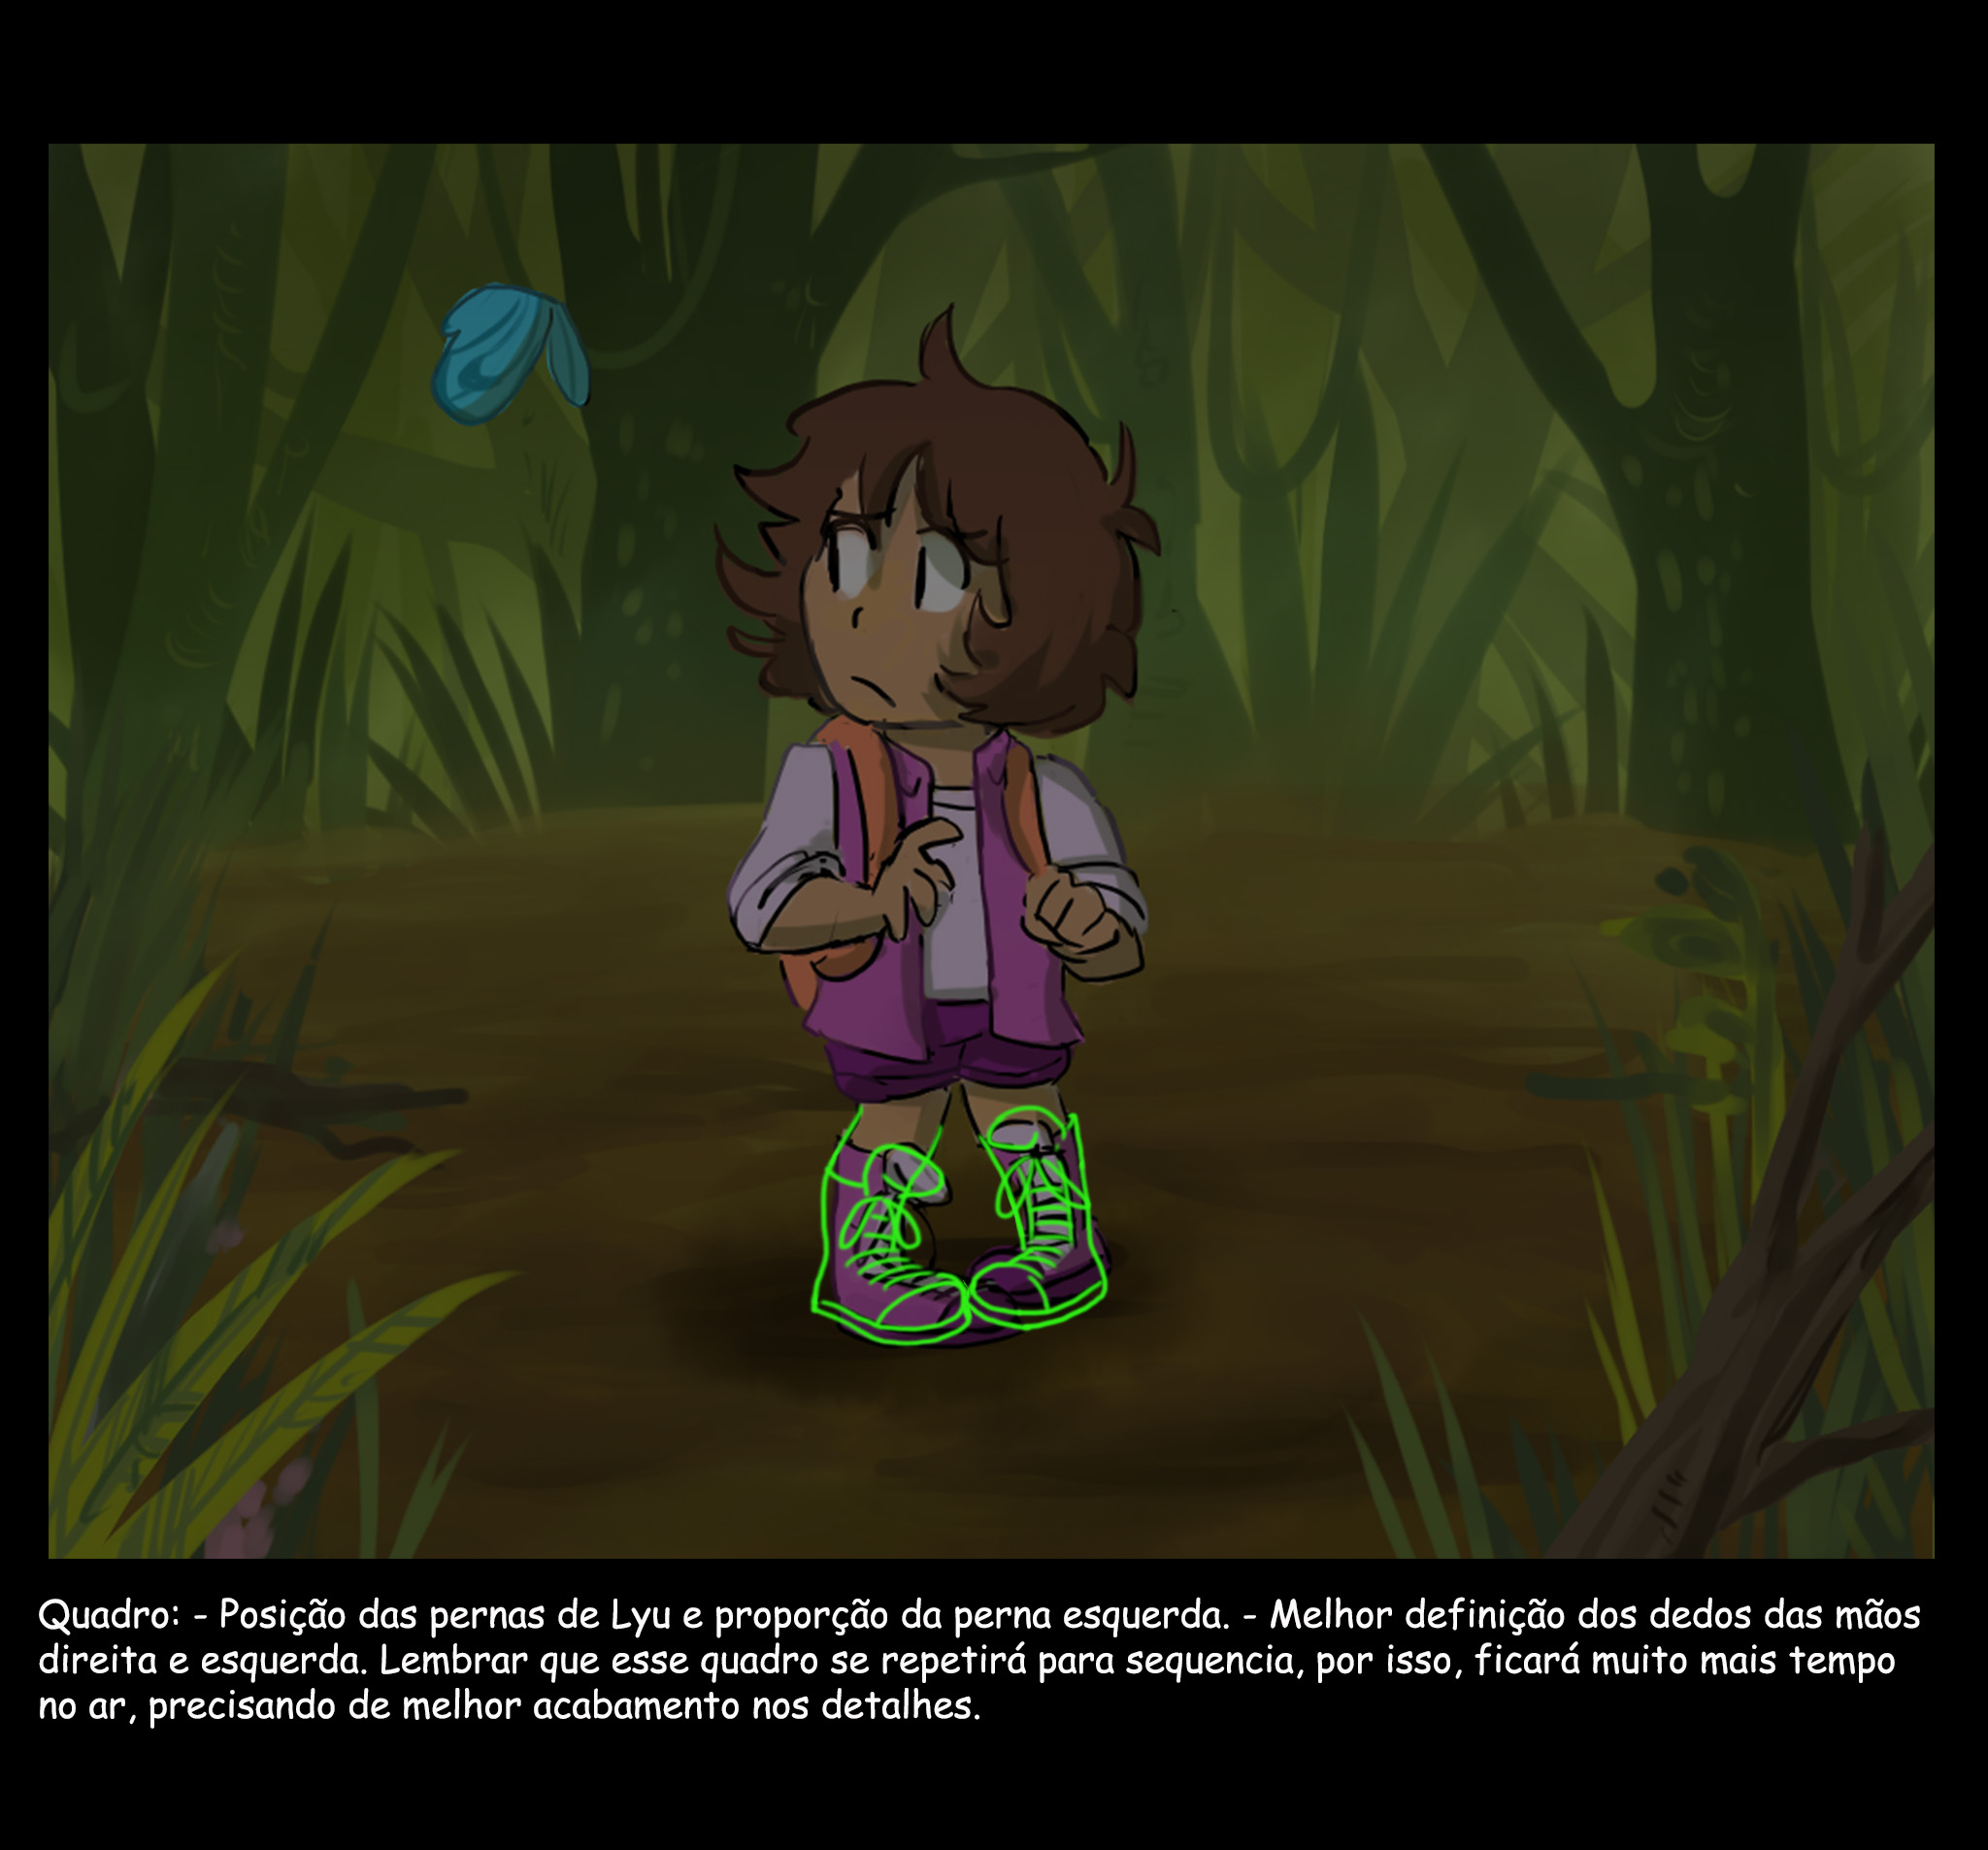 Quadro: - Posição das pernas de Lyu e proporção da perna esquerda. - Melhor definição dos dedos das mãos
direita e esquerda. Lembrar que esse quadro se repetirá para sequencia, por isso, ficará muito mais tempo
no ar, precisando de melhor acabamento nos detalhes.